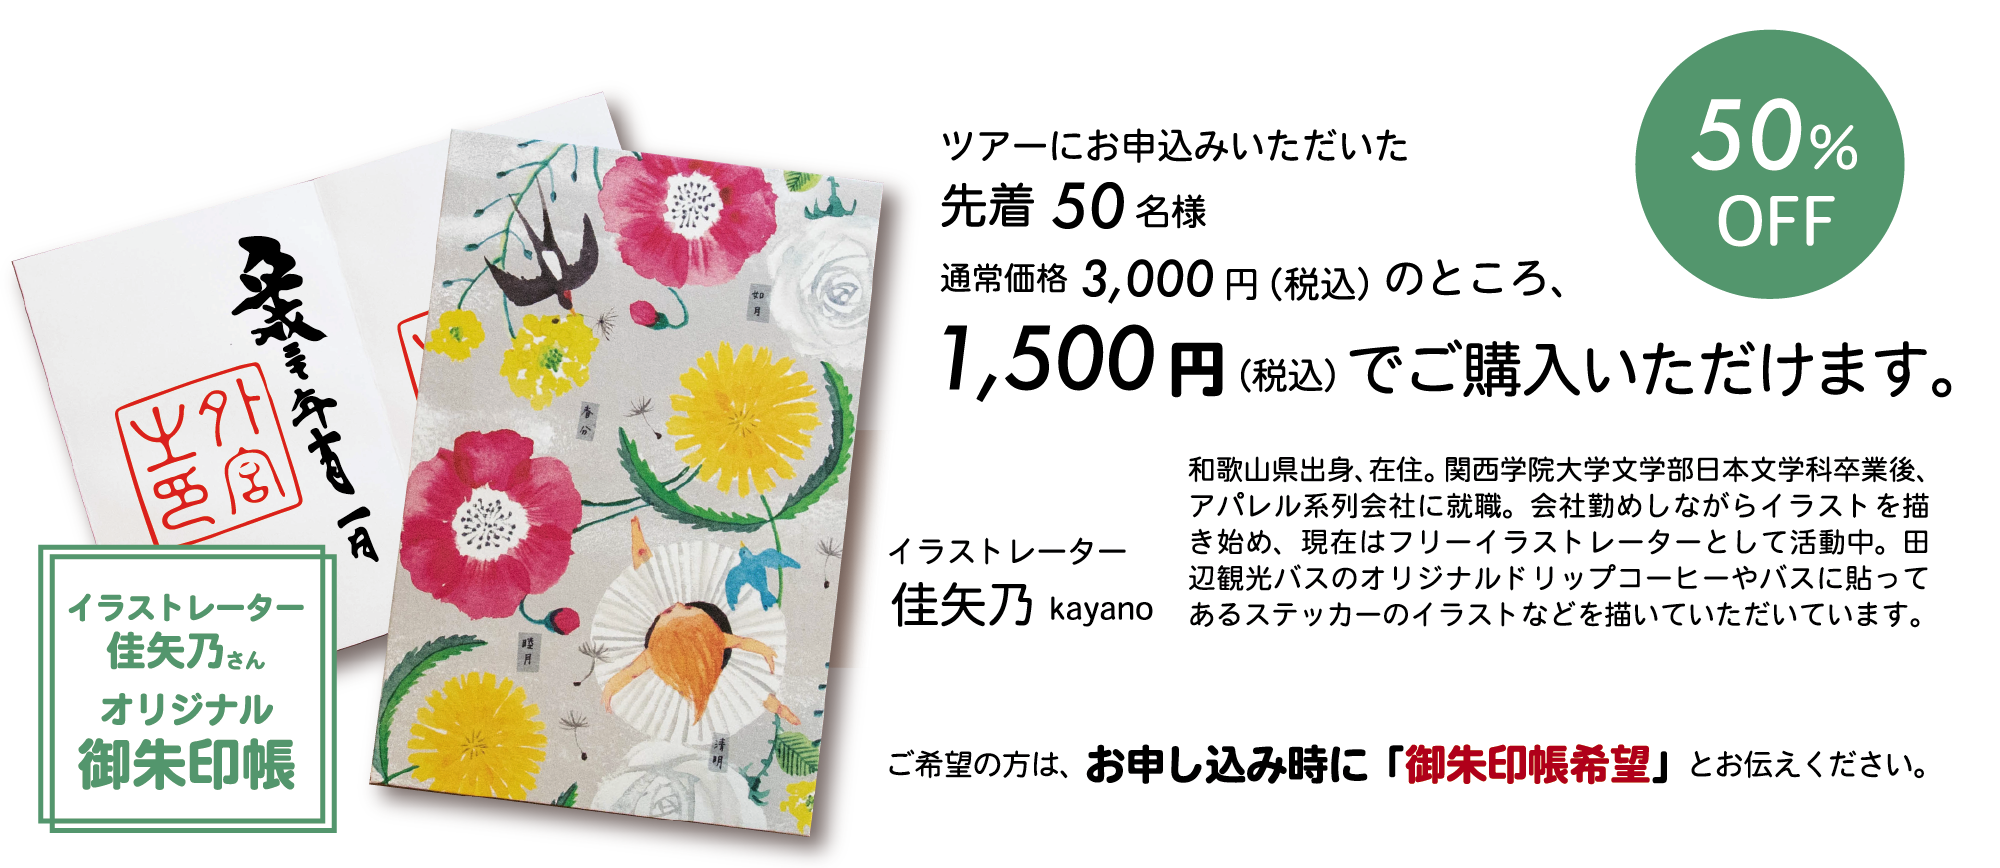 ツアーにお申込みいただいた
先着 50 名様
通常価格 3,000 円（税込）のところ、
1,500 円（税込）でご購入いただけます。
50%
OFF
イラストレーター
佳矢乃 kayano
和歌山県出身、在住。関西学院大学文学部日本文学科卒業後、
アパレル系列会社に就職。会社勤めしながらイラストを描
き始め、現在はフリーイラストレーターとして活動中。田
辺観光バスのオリジナルドリップコーヒーやバスに貼って
あるステッカーのイラストなどを描いていただいています。
ご希望の方は、お申し込み時に「御朱印帳希望」とお伝えください。
イラストレーター
佳矢乃さん
オリジナル
御朱印帳
外宮
之印
如月
春分
睦月
清明